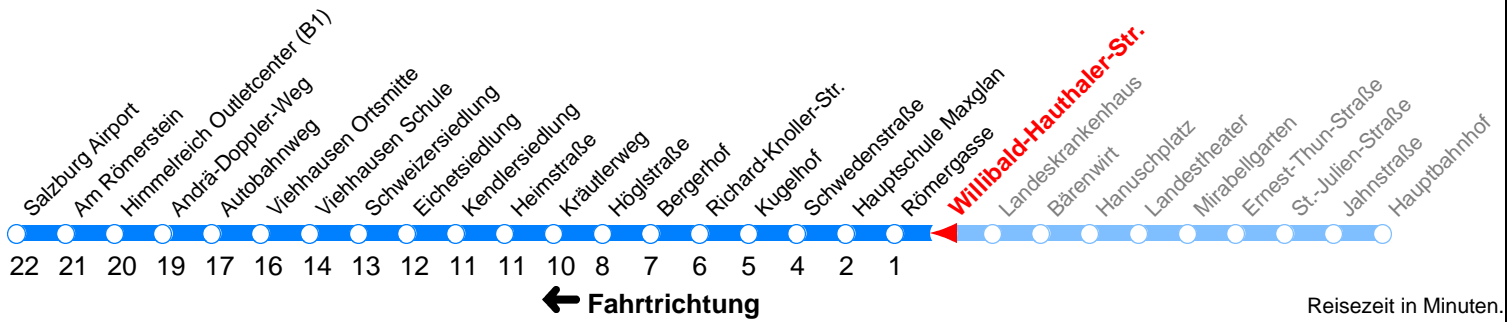 Salzburg Airport
Am Römerstein
Himmelreich Outletcenter (B1)
Andrä-Doppler-Weg
Autobahnweg
Viehhausen Ortsmitte
Viehhausen Schule
Schweizersiedlung
Eichetsiedlung
Kendlersiedlung
Heimstraße
Kräutlerweg
Höglstraße
Bergerhof
Richard-Knoller-Str.
Kugelhof
Schwedenstraße
Hauptschule Maxglan
Römergasse
Willibald-Hauthaler-Str.
Landeskrankenhaus
Bärenwirt
Hanuschplatz
Landestheater
Mirabellgarten
Ernest-Thun-Straße
St.-Julien-Straße
Jahnstraße
Hauptbahnhof
22 21 20 19 17 16 14 13 12 11 11 10 8 7 6 5 4 2 1
Fahrtrichtung
Reisezeit in Minuten.